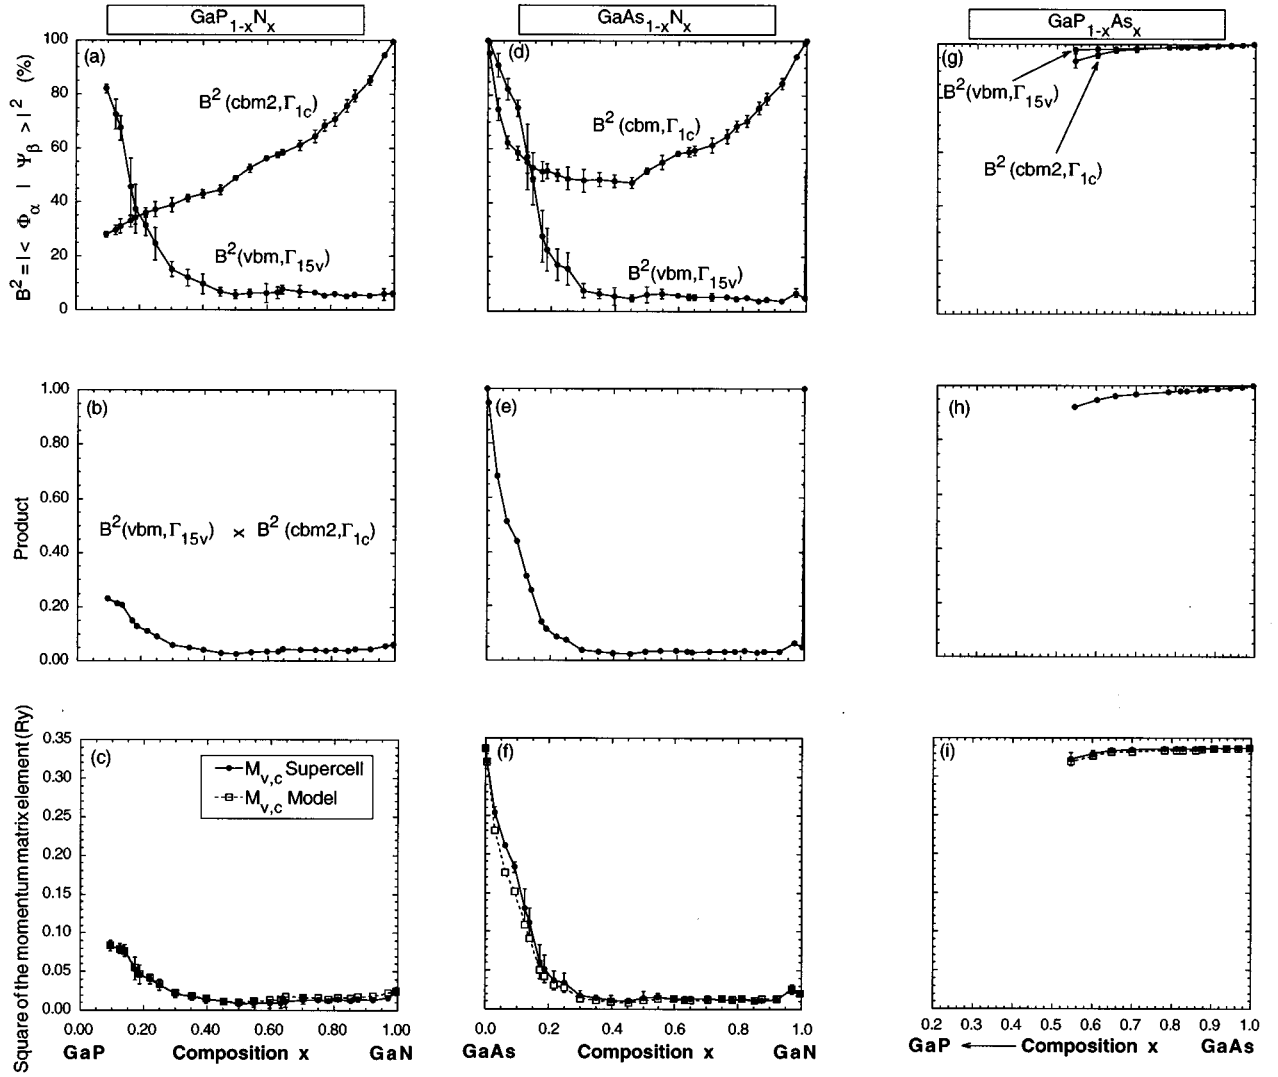 GaP1-xNx
GaAs1-xNx
GaP1-xAsx
B2 = I< Φα I Ψβ > I2 (%)
100
80
60
40
20
0
(a)
B2 (cbm2,Γ1c)
B2(vbm,Γ15v)
(d)
B2 (cbm,Γ1c)
B2(vbm,Γ15v)
(g)
B2(vbm,Γ15v)
B2(cbm2,Γ1c)
Product
1.00
0.80
0.60
0.40
0.20
0.00
(b)
B2(vbm,Γ15v) x B2 (cbm2,Γ1c)
(e)
(h)
Square of the momentum matrix element (Ry)
0.35
0.30
0.25
0.20
0.15
0.10
0.05
0.00
(c)
Mv,c Supercell
Mv,c Model
(f)
(i)
0.00 0.20 0.40 0.60 0.80 1.00
GaP Composition x GaN
0.0 0.2 0.4 0.6 0.8 1.0
GaAs Composition x GaN
0.2 0.3 0.4 0.5 0.6 0.7 0.8 0.9 1.0
GaP ← Composition x GaAs